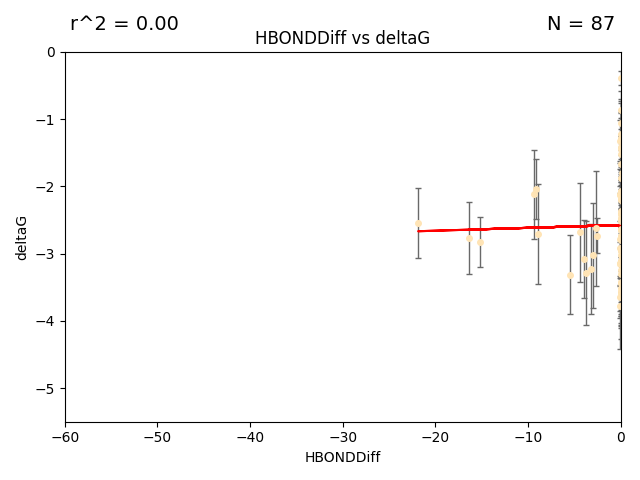 r^2 = 0.00
N = 87
HBONDDiff vs deltaG
0
−1
−2
−3
−4
−5
deltaG
−60
−50
−40
−30
−20
−10
0
HBONDDiff